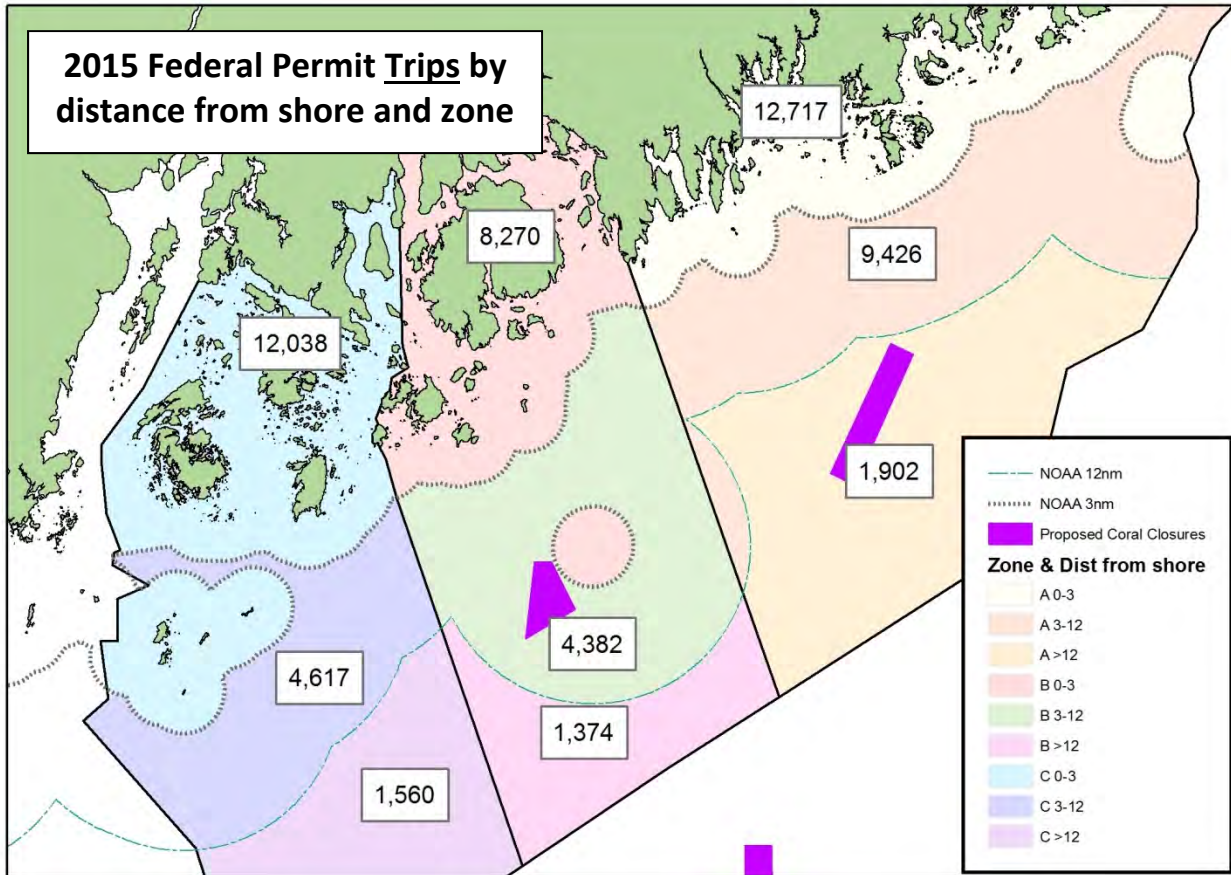 2015 Federal Permit Trips by
distance from shore and zone
12,717
8,270
9,426
12,038
1,902
4,382
4,617
1,374
1,560
NOAA 12nm
NOAA 3nm
Proposed Coral Closures
Zone & Dist from shore
A 0-3
A 3-12
A >12
B 0-3
B 3-12
B >12
C 0-3
C 3-12
C >12